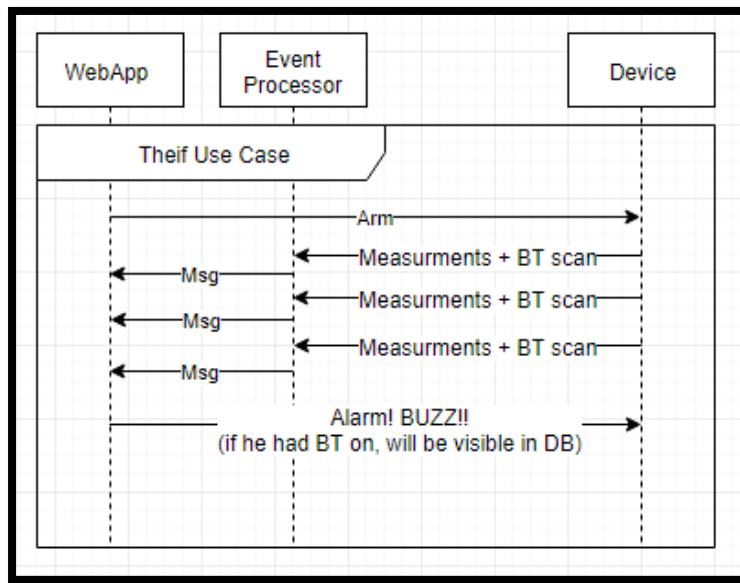 WebApp
Event
Processor
Device
Theif Use Case
Arm
Measurments + BT scan
Msg
Measurments + BT scan
Msg
Measurments + BT scan
Msg
Alarm! BUZZ!!
(if he had BT on, will be visible in DB)